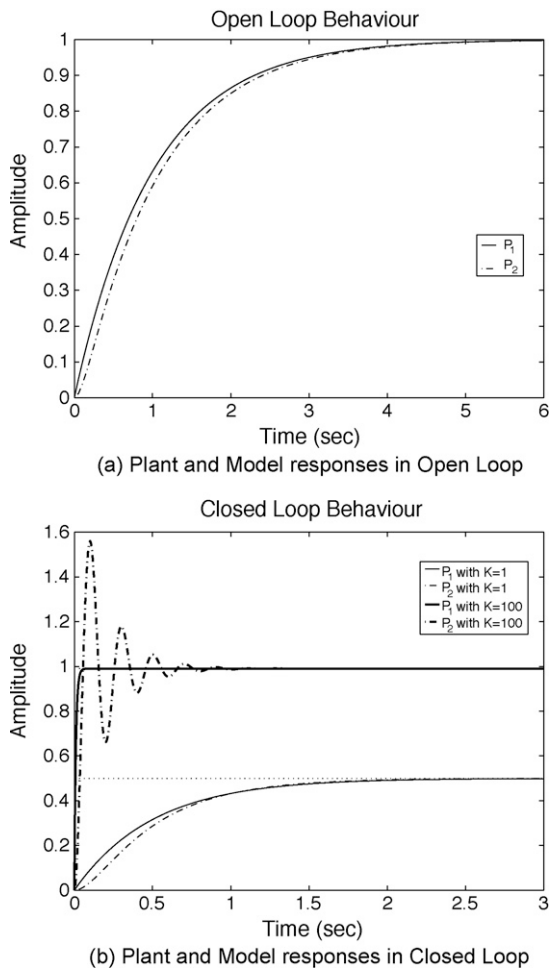 Open Loop Behaviour
1
0.9
0.8
0.7
0.6
0.5
0.4
0.3
0.2
0.1
0
Amplitude
P1
P2
0 1 2 3 4 5 6
Time (sec)
(a) Plant and Model responses in Open Loop
Closed Loop Behaviour
1.6
1.4
1.2
1
0.8
0.6
0.4
0.2
0
Amplitude
P1 with K=1
P2 with K=1
P1 with K=100
P2 with K=100
0 0.5 1 1.5 2 2.5 3
Time (sec)
(b) Plant and Model responses in Closed Loop